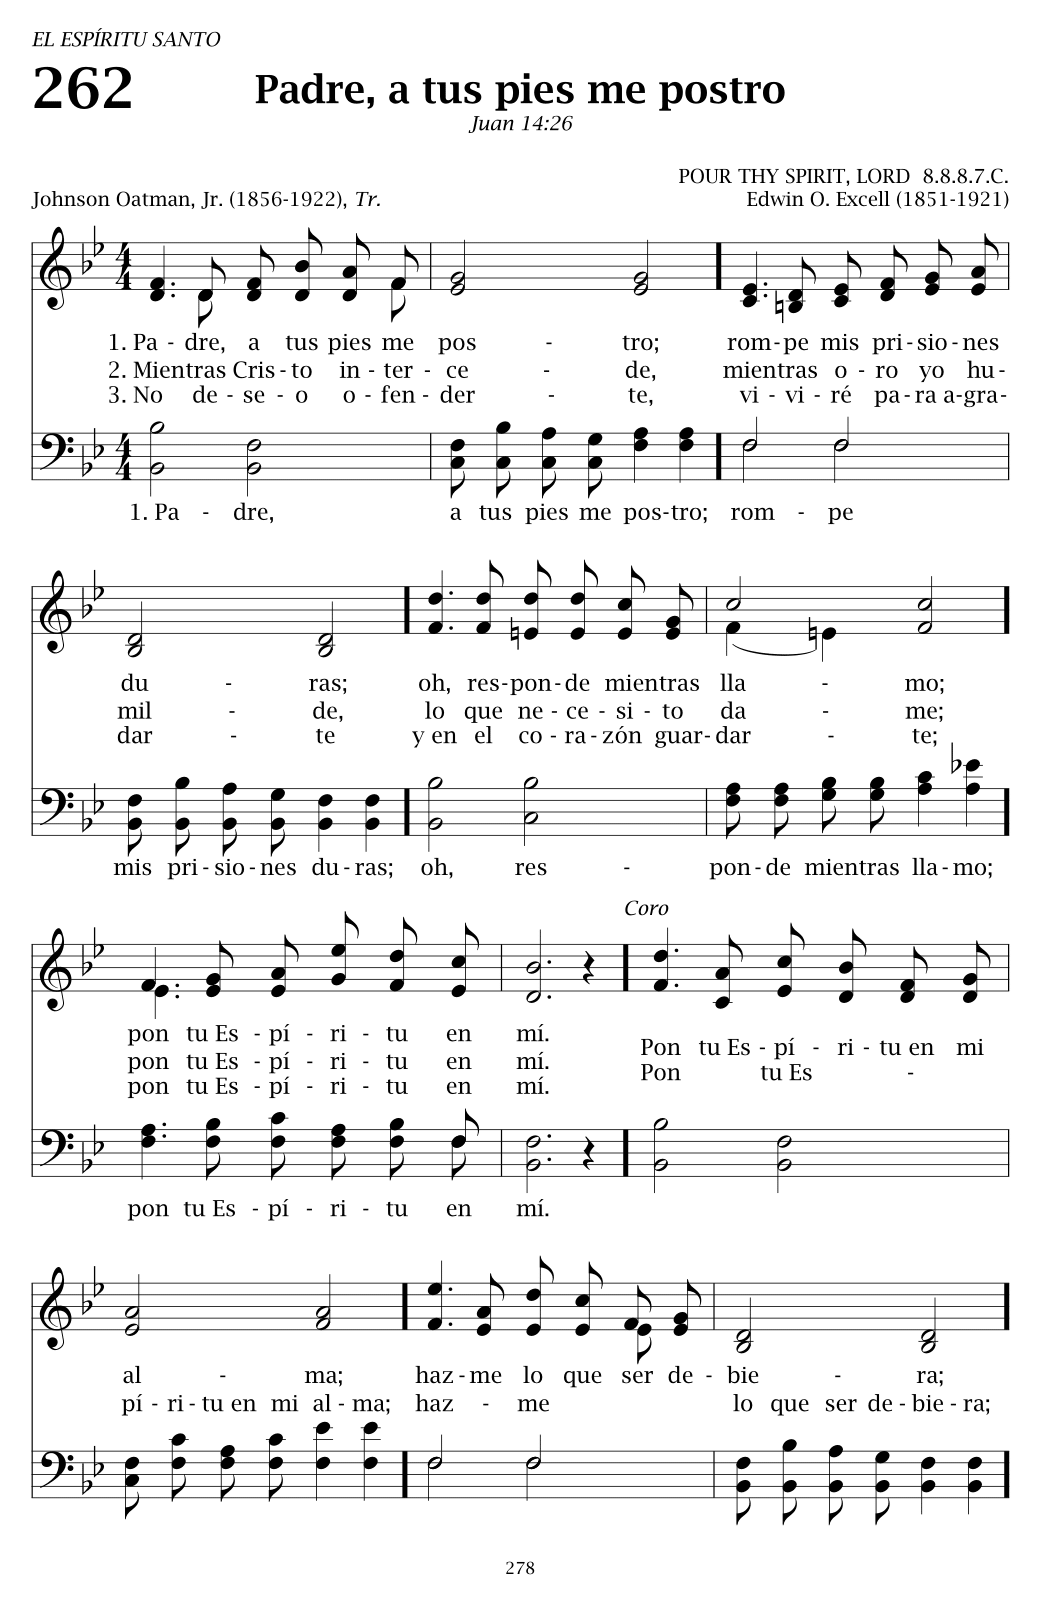 EL ESPÍRITU SANTO
262
Padre, a tus pies me postro
Juan 14:26
POUR THY SPIRIT, LORD 8.8.8.7.C.
Johnson Oatman, Jr. (1856-1922), Tr.
Edwin O. Excell (1851-1921)
1. Pa - dre, a tus pies me pos - tro; rom - pe mis pri - sio - nes
2. Mientras Cris - to in - ter - ce - de, mientras o - ro yo hu -
3. No de - se - o o - fen - der - te, vi - vi - ré pa - ra a-gra-
1. Pa - dre, a tus pies me pos-tro; rom - pe
du - ras; oh, res-pon-de mientras lla - mo;
mil - de, lo que ne - ce - si - to da - me;
dar - te y en el co - ra - zón guar-dar - te;
mis pri - sio - nes du - ras; oh, res - pon - de mientras lla - mo;
Coro
pon tu Es - pí - ri - tu en mí.
pon tu Es - pí - ri - tu en mí.
pon tu Es - pí - ri - tu en mí.
Pon tu Es - pí - ri - tu en mi
Pon tu Es -
pon tu Es - pí - ri - tu en mí.
al - ma; haz - me lo que ser de - bie - ra;
pí - ri - tu en mi al - ma; haz - me lo que ser de - bie - ra;
278